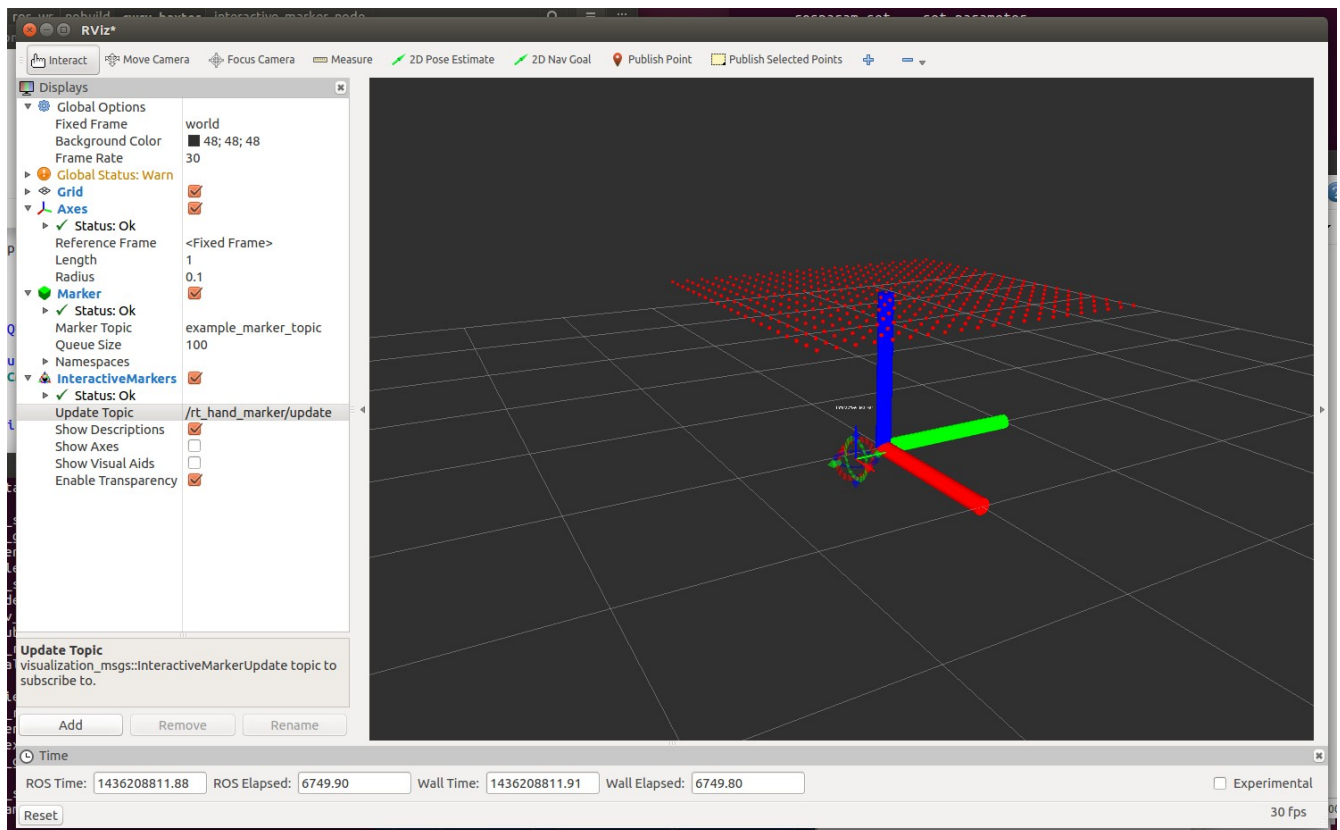 RViz*
Interact Move Camera Focus Camera Measure 2D Pose Estimate 2D Nav Goal Publish Point Publish Selected Points
Displays
Global Options
Fixed Frame world
Background Color 48; 48; 48
Frame Rate 30
Global Status: Warn
Grid
Axes
Status: Ok
Reference Frame <Fixed Frame>
Length 1
Radius 0.1
Marker
Status: Ok
Marker Topic example_marker_topic
Queue Size 100
Namespaces
InteractiveMarkers
Status: Ok
Update Topic /rt_hand_marker/update
Show Descriptions
Show Axes
Show Visual Aids
Enable Transparency
Update Topic
visualization_msgs::InteractiveMarkerUpdate topic to
subscribe to.
Add Remove Rename
Time
ROS Time: 1436208811.88 ROS Elapsed: 6749.90 Wall Time: 1436208811.91 Wall Elapsed: 6749.80 Experimental
Reset 30 fps